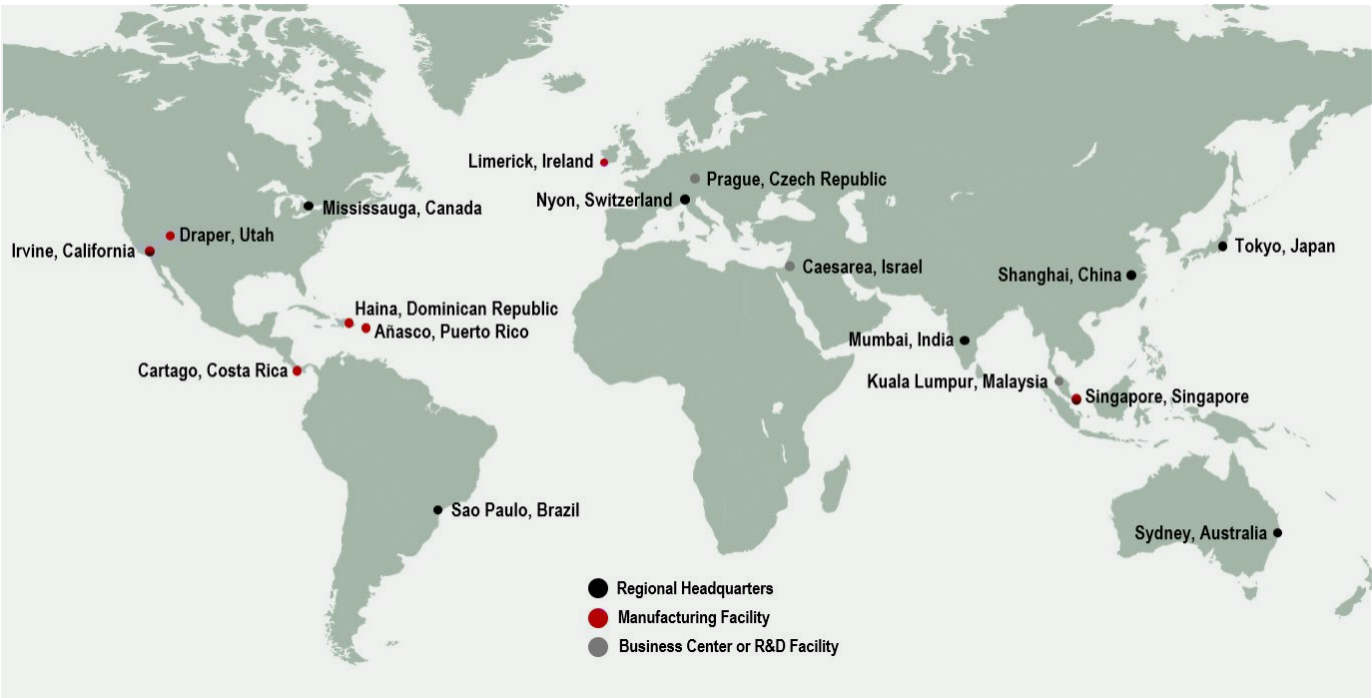 Limerick, Ireland
Prague, Czech Republic
Nyon, Switzerland
Mississauga, Canada
Draper, Utah
Irvine, California
Tokyo, Japan
Caesarea, Israel
Shanghai, China
Haina, Dominican Republic
Añasco, Puerto Rico
Mumbai, India
Cartago, Costa Rica
Kuala Lumpur, Malaysia
Singapore, Singapore
Sao Paulo, Brazil
Sydney, Australia
Regional Headquarters
Manufacturing Facility
Business Center or R&D Facility